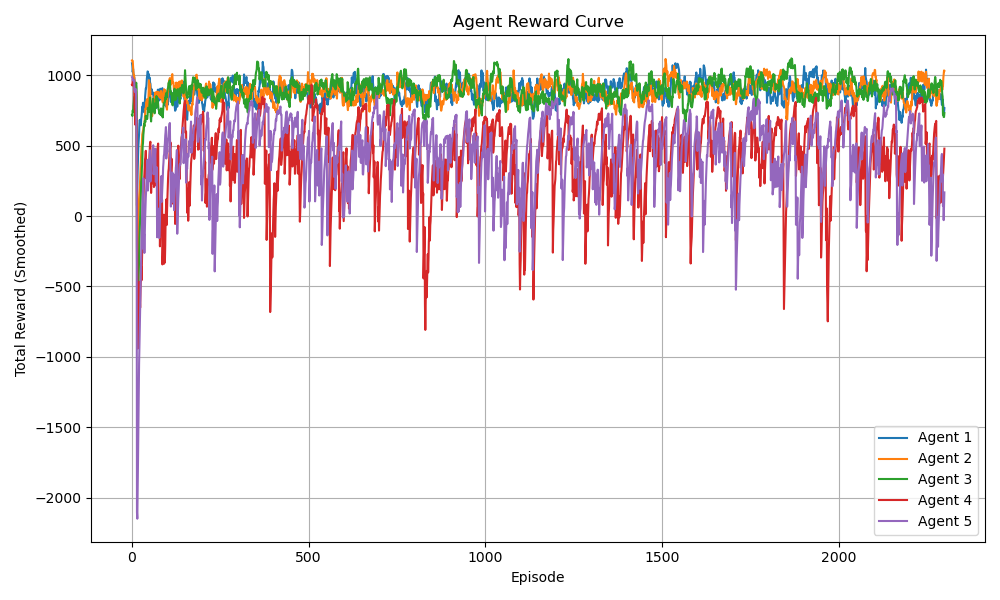 Agent Reward Curve
Total Reward (Smoothed)
1000
500
0
−500
−1000
−1500
−2000
0 500 1000 1500 2000
Episode
Agent 1
Agent 2
Agent 3
Agent 4
Agent 5